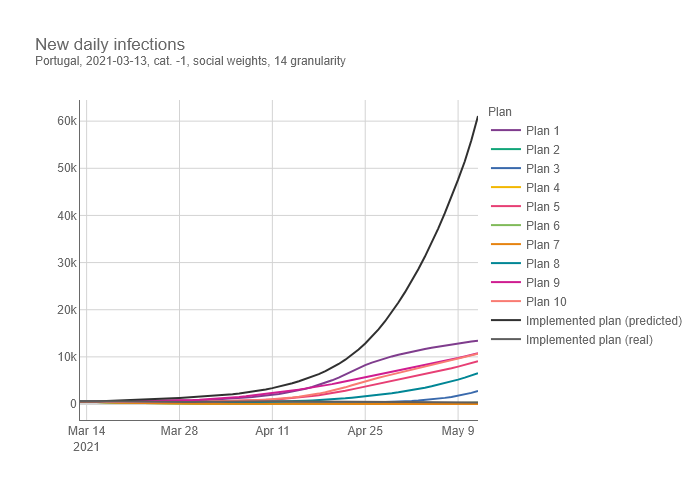 New daily infections
Portugal, 2021-03-13, cat. -1, social weights, 14 granularity
60k
50k
40k
30k
20k
10k
0
Mar 14
2021
Mar 28
Apr 11
Apr 25
May 9
Plan
Plan 1
Plan 2
Plan 3
Plan 4
Plan 5
Plan 6
Plan 7
Plan 8
Plan 9
Plan 10
Implemented plan (predicted)
Implemented plan (real)